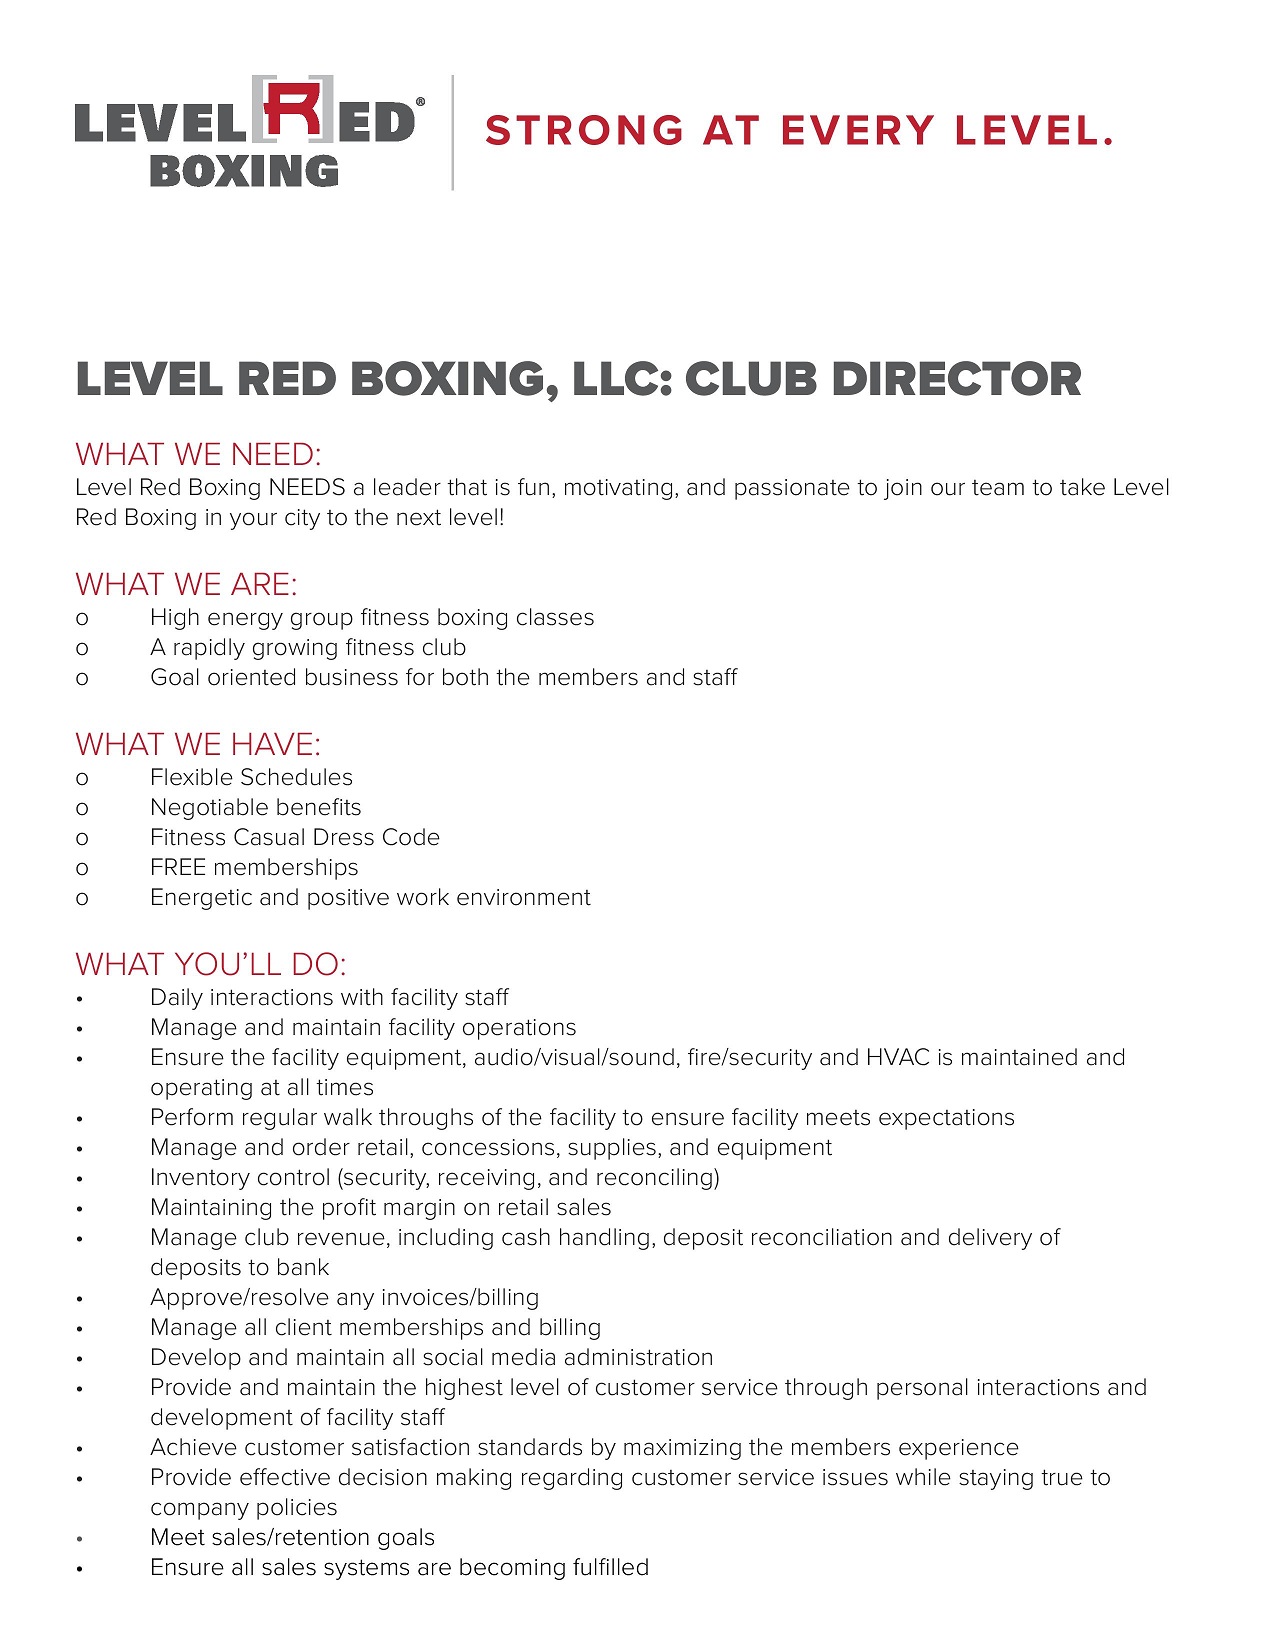 LEVEL RED® BOXING
STRONG AT EVERY LEVEL.
LEVEL RED BOXING, LLC: CLUB DIRECTOR
WHAT WE NEED:
Level Red Boxing NEEDS a leader that is fun, motivating, and passionate to join our team to take Level
Red Boxing in your city to the next level!
WHAT WE ARE:
o High energy group fitness boxing classes
o A rapidly growing fitness club
o Goal oriented business for both the members and staff
WHAT WE HAVE:
o Flexible Schedules
o Negotiable benefits
o Fitness Casual Dress Code
o FREE memberships
o Energetic and positive work environment
WHAT YOU'LL DO:
• Daily interactions with facility staff
• Manage and maintain facility operations
• Ensure the facility equipment, audio/visual/sound, fire/security and HVAC is maintained and
operating at all times
• Perform regular walk throughs of the facility to ensure facility meets expectations
• Manage and order retail, concessions, supplies, and equipment
• Inventory control (security, receiving, and reconciling)
• Maintaining the profit margin on retail sales
• Manage club revenue, including cash handling, deposit reconciliation and delivery of
deposits to bank
• Approve/resolve any invoices/billing
• Manage all client memberships and billing
• Develop and maintain all social media administration
• Provide and maintain the highest level of customer service through personal interactions and
development of facility staff
• Achieve customer satisfaction standards by maximizing the members experience
• Provide effective decision making regarding customer service issues while staying true to
company policies
• Meet sales/retention goals
• Ensure all sales systems are becoming fulfilled